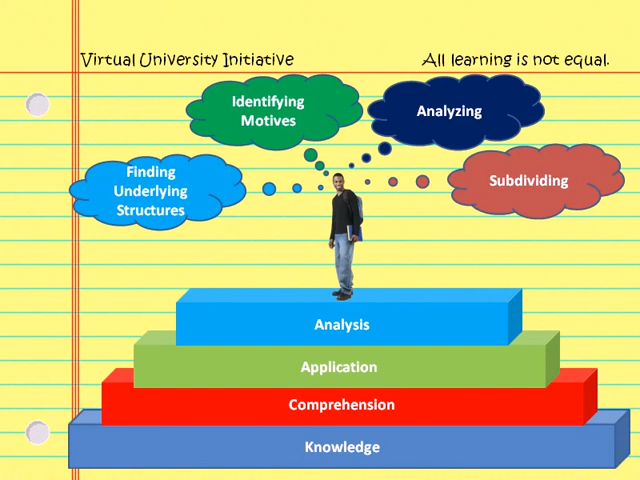 Virtual University Initiative
All learning is not equal.
Identifying
Motives
Analyzing
Finding
Underlying
Structures
Subdividing
Analysis
Application
Comprehension
Knowledge